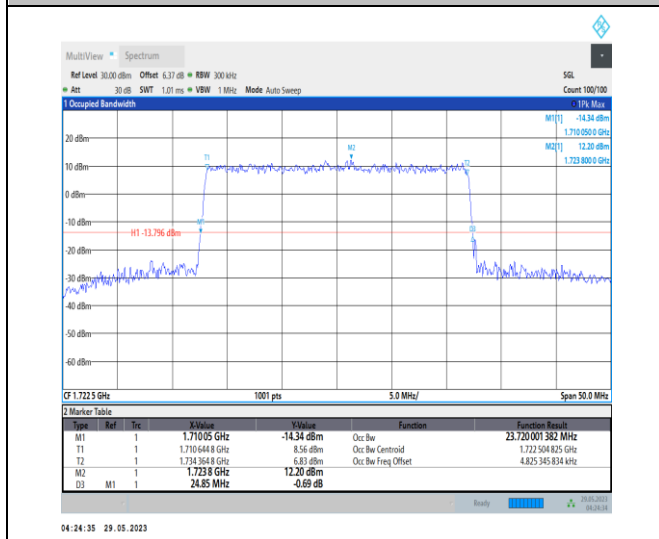 MultiView Spectrum
Ref Level 30.00 dBm Offset 6.37 dB RBW 300 kHz SGL
Att 30 dB SWT 1.01 ms VBW 1 MHz Mode Auto Sweep Count 100/100
1 Occupied Bandwidth 1Pk Max
M1[1] -14.34 dBm
1.710 050 0 GHz
M2[1] 12.20 dBm
1.723 800 0 GHz
20 dBm
M2
T1
T2
10 dBm
0 dBm
-10 dBm
M1
H1 -13.796 dBm
D3
-20 dBm
-30 dBm
-40 dBm
-50 dBm
-60 dBm
CF 1.722 5 GHz 1001 pts 5.0 MHz/ Span 50.0 MHz
2 Marker Table
Type Ref Trc X-Value Y-Value Function Function Result
M1 1 1.710 05 GHz -14.34 dBm Occ Bw 23.720 001 382 MHz
T1 1 1.710 644 8 GHz 8.56 dBm Occ Bw Centroid 1.722 504 825 GHz
T2 1 1.734 364 8 GHz 6.83 dBm Occ Bw Freq Offset 4.825 345 834 kHz
M2 1 1.723 8 GHz 12.20 dBm
D3 M1 1 24.85 MHz -0.69 dB
Ready 29.05.2023
04:24:34
04:24:35 29.05.2023